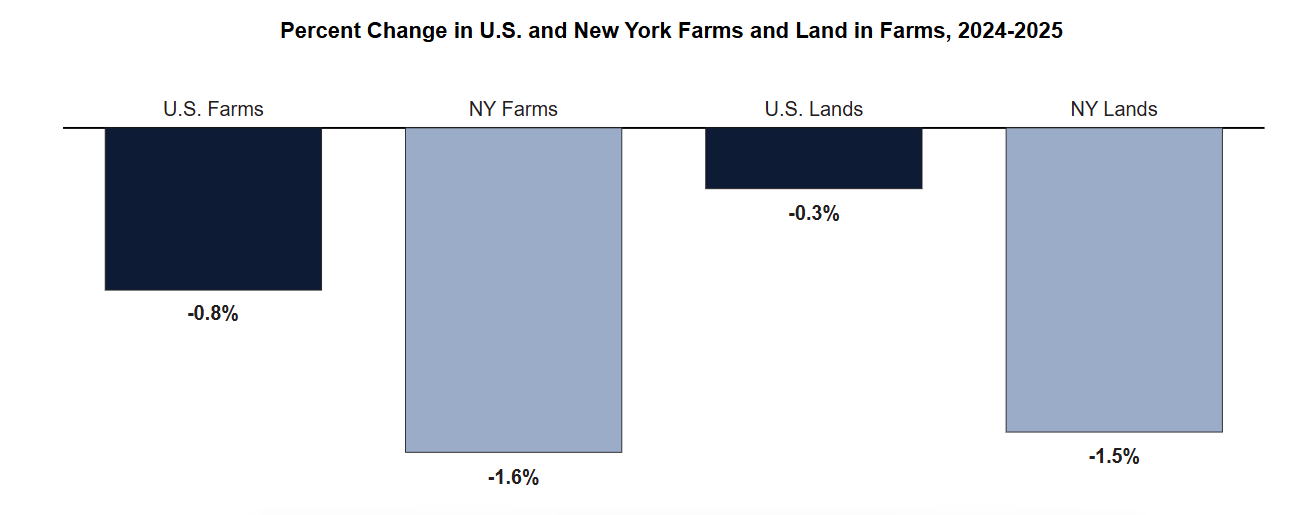 Percent Change in U.S. and New York Farms and Land in Farms, 2024-2025
U.S. Farms
NY Farms
U.S. Lands
NY Lands
-0.8%
-1.6%
-0.3%
-1.5%